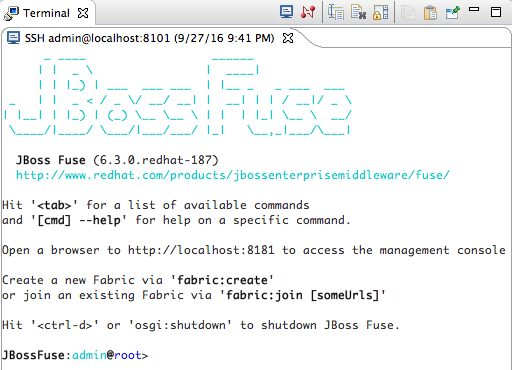 Terminal
SSH admin@localhost:8101 (9/27/16 9:41 PM)
JBoss Fuse
JBoss Fuse (6.3.0.redhat-187)
http://www.redhat.com/products/jbossenterprisemiddleware/fuse/
Hit '<tab>' for a list of available commands
and '[cmd] --help' for help on a specific command.
Open a browser to http://localhost:8181 to access the management console
Create a new Fabric via 'fabric:create'
or join an existing Fabric via 'fabric:join [someUrls]'
Hit '<ctrl-d>' or 'osgi:shutdown' to shutdown JBoss Fuse.
JBossFuse:admin@root>